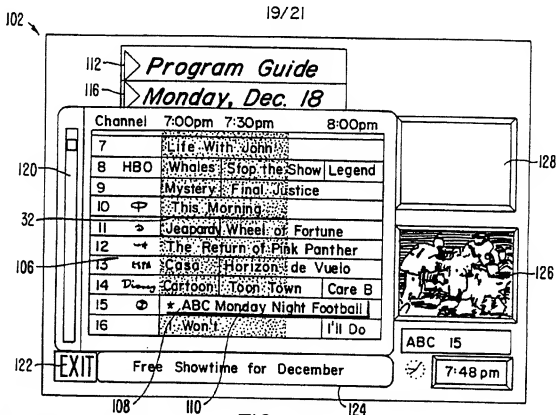 19/21
102
112
Program Guide
116
Monday, Dec. 18
Channel 7:00pm 7:30pm 8:00pm
7 Life With John!
8 HBO Whales Stop the Show Legend
120
128
9 Mystery Final Justice
10 This Morning
32
11 Jeopardy Wheel of Fortune
12 The Return of Pink Panther
106
13 Casa Horizon de Vuelo
126
14 Disney Cartoon Toon Town Care B
15 ★ ABC Monday Night Football
16 I Won't I'll Do
ABC 15
122
EXIT Free Showtime for December
7:48pm
108 110 124